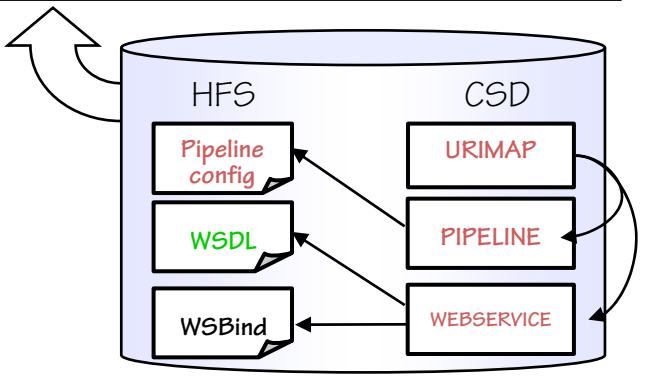 HFS
CSD
Pipeline
config
URIMAP
WSDL
PIPELINE
WSBind
WEBSERVICE